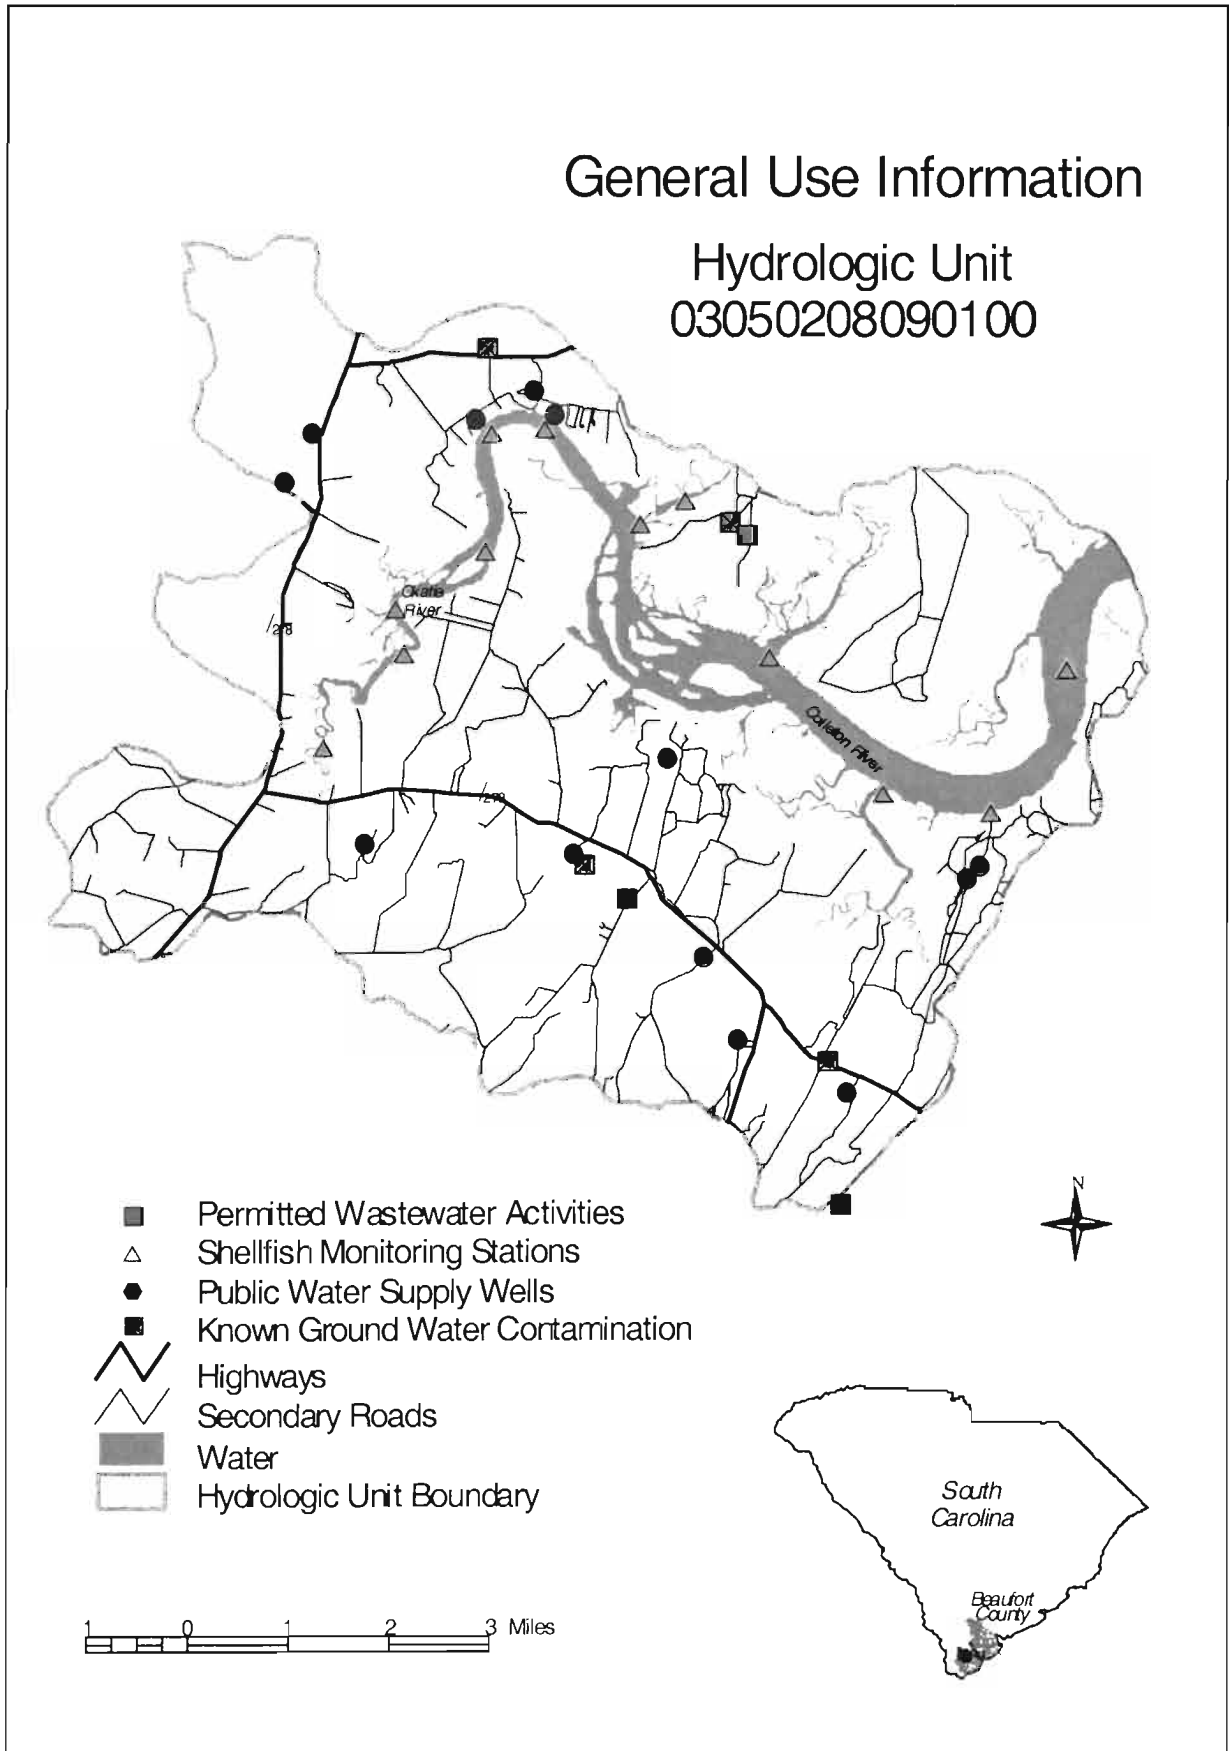 General Use Information
Hydrologic Unit
03050208090100
Okatie
River
278
Colleton River
278
N
Permitted Wastewater Activities
Shellfish Monitoring Stations
Public Water Supply Wells
Known Ground Water Contamination
Highways
Secondary Roads
Water
Hydrologic Unit Boundary
South
Carolina
Beaufort
County
1 0 1 2 3 Miles